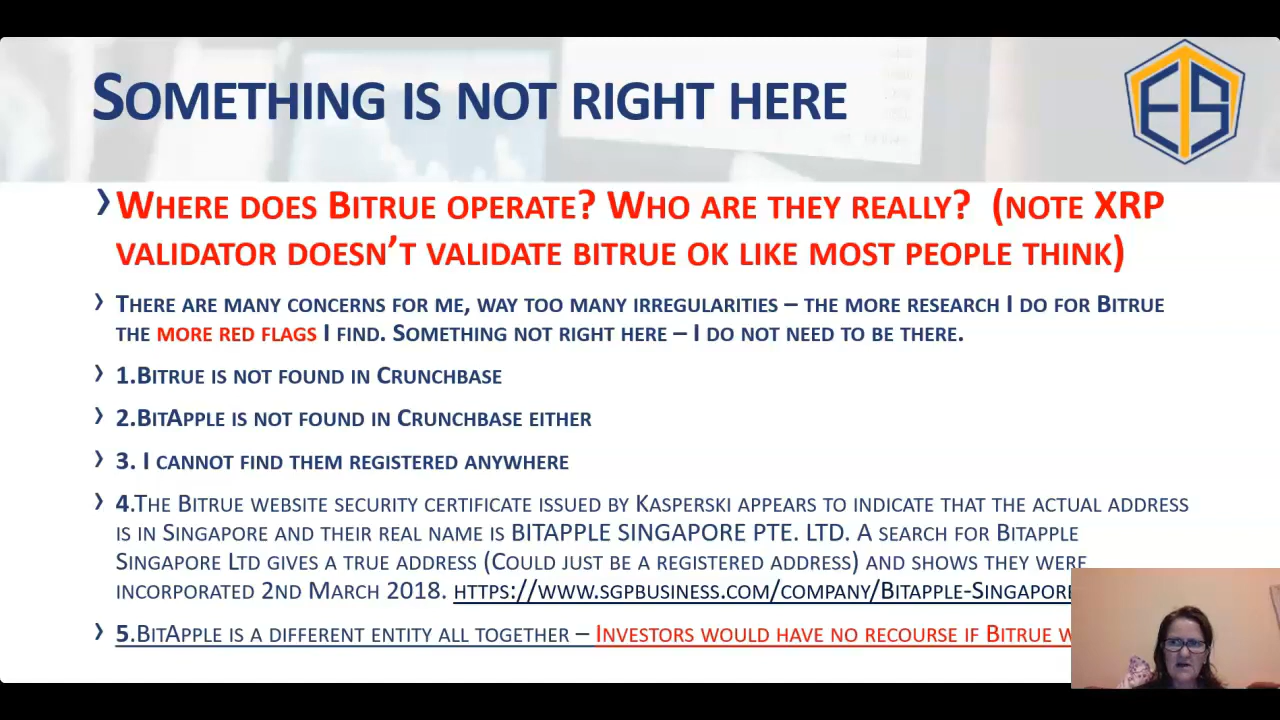 SOMETHING IS NOT RIGHT HERE
ETS
WHERE DOES BITRUE OPERATE? WHO ARE THEY REALLY? (NOTE XRP
VALIDATOR DOESN'T VALIDATE BITRUE OK LIKE MOST PEOPLE THINK)
THERE ARE MANY CONCERNS FOR ME, WAY TOO MANY IRREGULARITIES – THE MORE RESEARCH I DO FOR BITRUE
THE MORE RED FLAGS I FIND. SOMETHING NOT RIGHT HERE – I DO NOT NEED TO BE THERE.
1.BITRUE IS NOT FOUND IN CRUNCHBASE
2.BITAPPLE IS NOT FOUND IN CRUNCHBASE EITHER
3. I CANNOT FIND THEM REGISTERED ANYWHERE
4.THE BITRUE WEBSITE SECURITY CERTIFICATE ISSUED BY KASPERSKI APPEARS TO INDICATE THAT THE ACTUAL ADDRESS
IS IN SINGAPORE AND THEIR REAL NAME IS BITAPPLE SINGAPORE PTE. LTD. A SEARCH FOR BITAPPLE
SINGAPORE LTD GIVES A TRUE ADDRESS (COULD JUST BE A REGISTERED ADDRESS) AND SHOWS THEY WERE
INCORPORATED 2ND MARCH 2018. HTTPS://WWW.SGPBUSINESS.COM/COMPANY/BITAPPLE-SINGAPORE
5.BITAPPLE IS A DIFFERENT ENTITY ALL TOGETHER – INVESTORS WOULD HAVE NO RECOURSE IF BITRUE